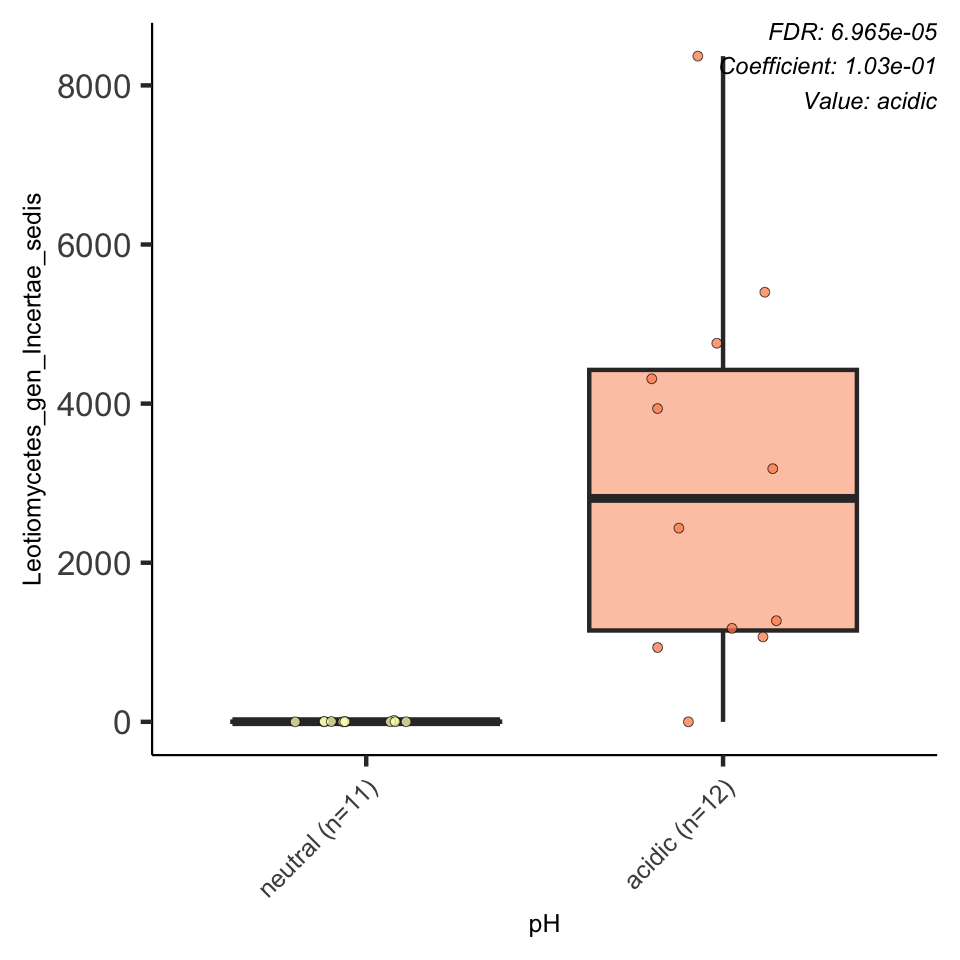 FDR: 6.965e-05
Coefficient: 1.03e-01
Value: acidic
Leotiomycetes_gen_Incertae_sedis
8000
6000
4000
2000
0
neutral (n=11)
acidic (n=12)
pH